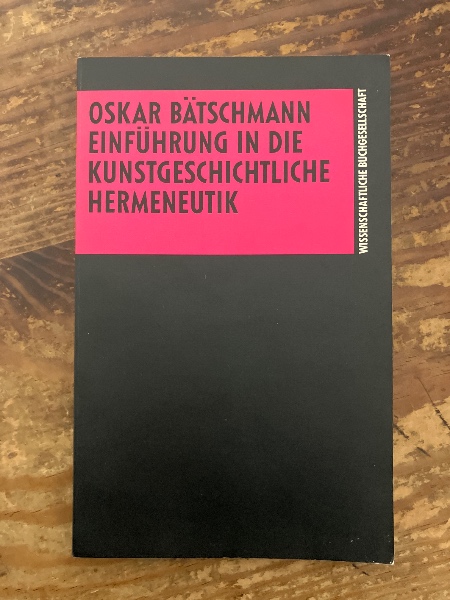 OSKAR BÄTSCHMANN
EINFÜHRUNG IN DIE
KUNSTGESCHICHTLICHE
HERMENEUTIK
WISSENSCHAFTLICHE BUCHGESELLSCHAFT